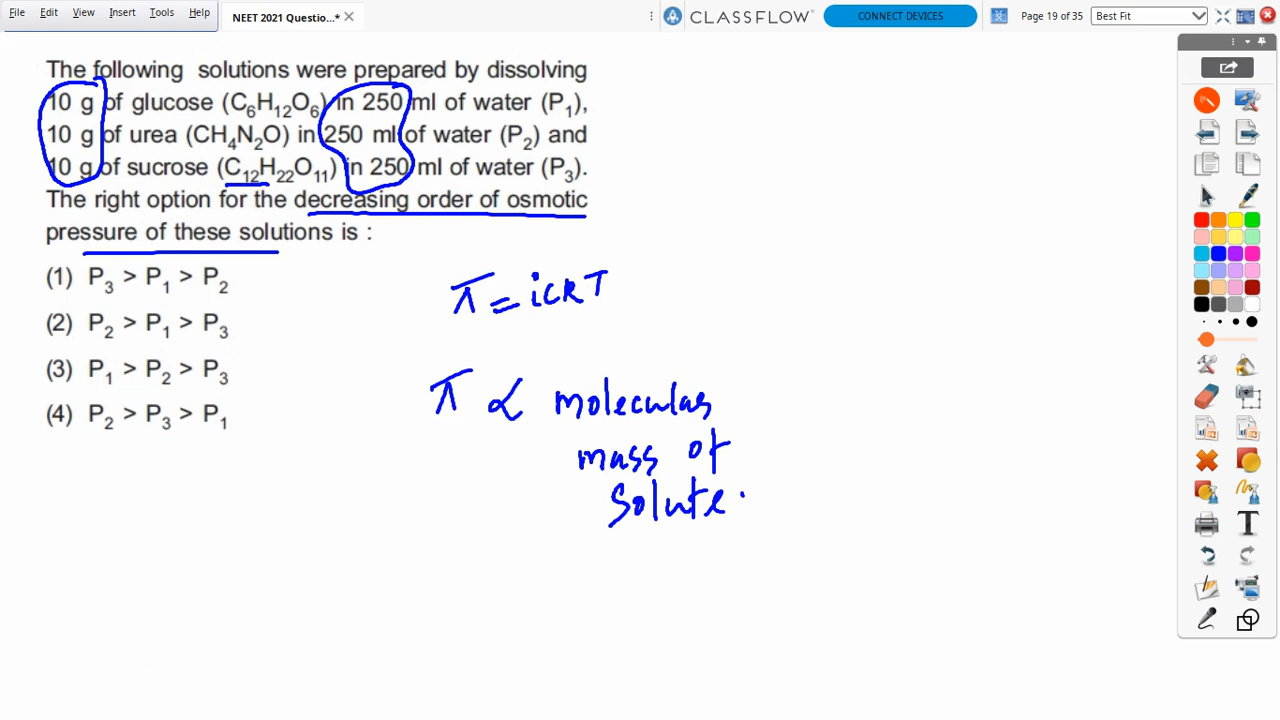 File Edit View Insert Tools Help
NEET 2021 Questio...
CLASSFLOW
CONNECT DEVICES
Page 19 of 35
Best Fit
The following solutions were prepared by dissolving
10 g of glucose (C₆H₁₂O₆) in 250 ml of water (P₁),
10 g of urea (CH₄N₂O) in 250 ml of water (P₂) and
10 g of sucrose (C₁₂H₂₂O₁₁) in 250 ml of water (P₃).
The right option for the decreasing order of osmotic
pressure of these solutions is :
(1) P₃ > P₁ > P₂
(2) P₂ > P₁ > P₃
(3) P₁ > P₂ > P₃
(4) P₂ > P₃ > P₁
π = iCRT
π ∝ molecular
mass of
Solute.